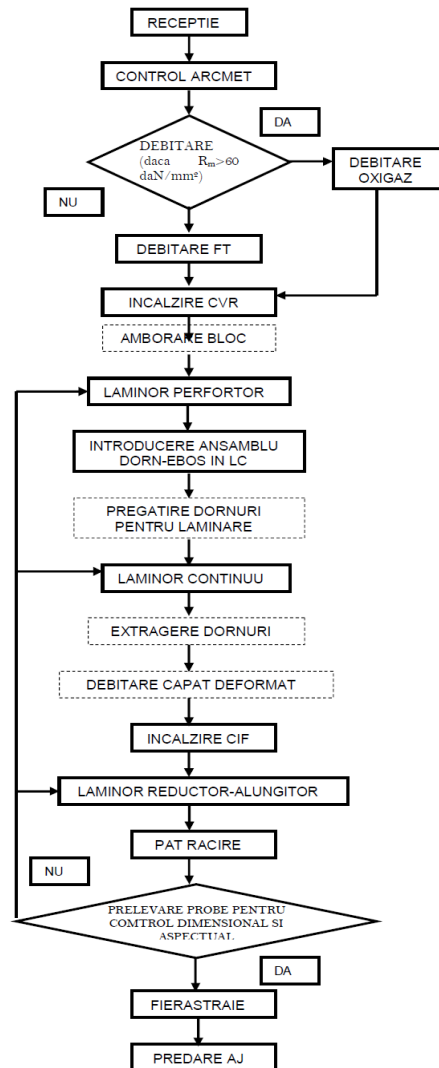 RECEPTIE
CONTROL ARCMET
DA
DEBITARE
(daca Rm>60
daN/mm²)
DEBITARE
OXIGAZ
NU
DEBITARE FT
INCALZIRE CVR
AMBORARE BLOC
LAMINOR PERFORTOR
INTRODUCERE ANSAMBLU
DORN-EBOS IN LC
PREGATIRE DORNURI
PENTRU LAMINARE
LAMINOR CONTINUU
EXTRAGERE DORNURI
DEBITARE CAPAT DEFORMAT
INCALZIRE CIF
LAMINOR REDUCTOR-ALUNGITOR
PAT RACIRE
NU
PRELEVARE PROBE PENTRU
COMTROL DIMENSIONAL SI
ASPECTUAL
DA
FIERASTRAIE
PREDARE AJ